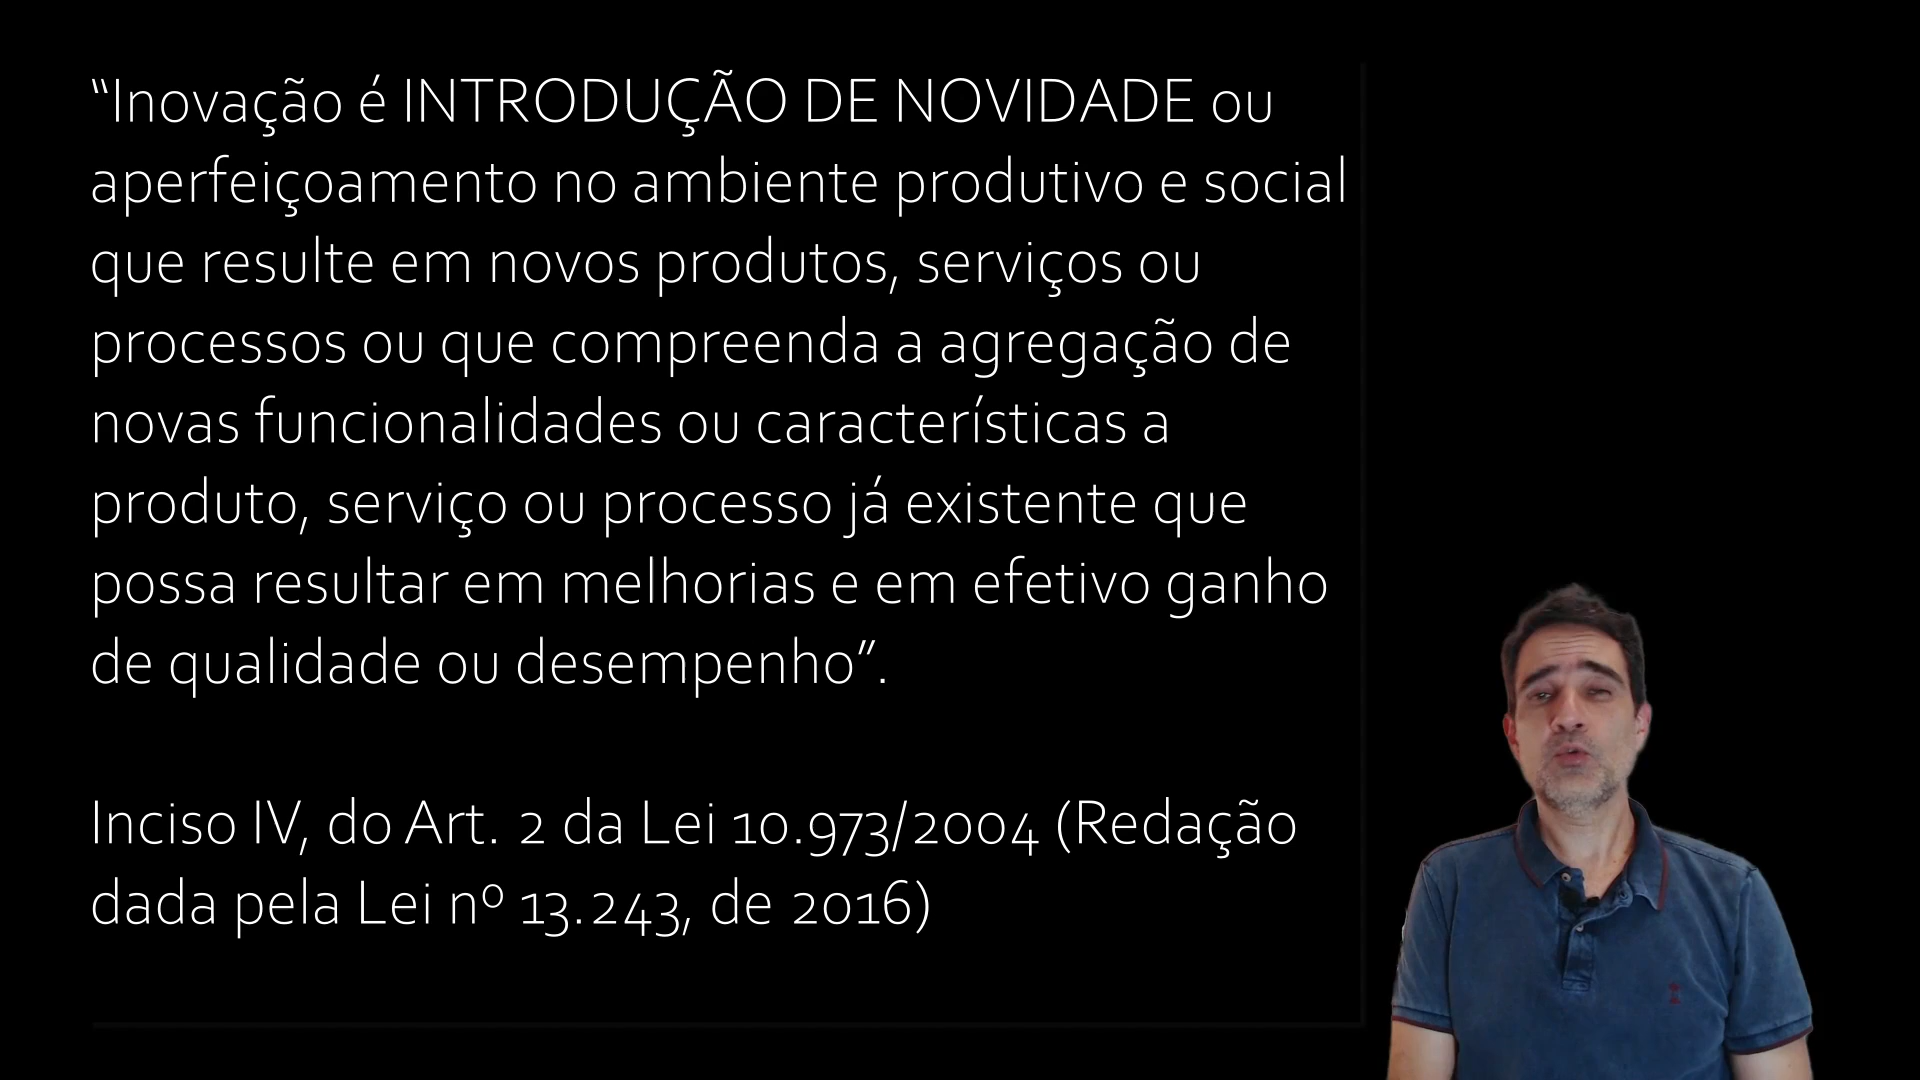 “Inovação é INTRODUÇÃO DE NOVIDADE ou
aperfeiçoamento no ambiente produtivo e social
que resulte em novos produtos, serviços ou
processos ou que compreenda a agregação de
novas funcionalidades ou características a
produto, serviço ou processo já existente que
possa resultar em melhorias e em efetivo ganho
de qualidade ou desempenho”.
Inciso IV, do Art. 2 da Lei 10.973/2004 (Redação
dada pela Lei nº 13.243, de 2016)